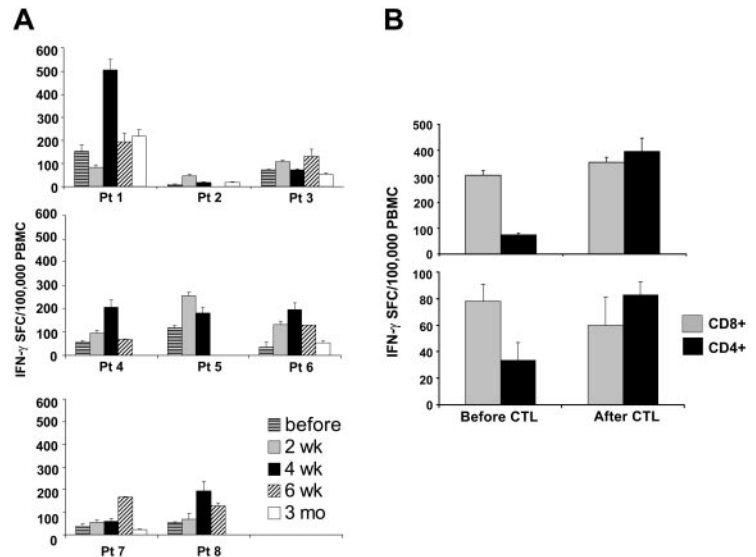 A
B
IFN-γ SFC/100,000 PBMC
600
500
400
300
200
100
0
Pt 1 Pt 2 Pt 3
600
500
400
300
200
100
0
Pt 4 Pt 5 Pt 6
600
500
400
300
200
100
0
Pt 7 Pt 8
before
2 wk
4 wk
6 wk
3 mo
IFN-γ SFC/100,000 PBMC
500
400
300
200
100
0
100
80
60
40
20
0
Before CTL After CTL
CD8+
CD4+